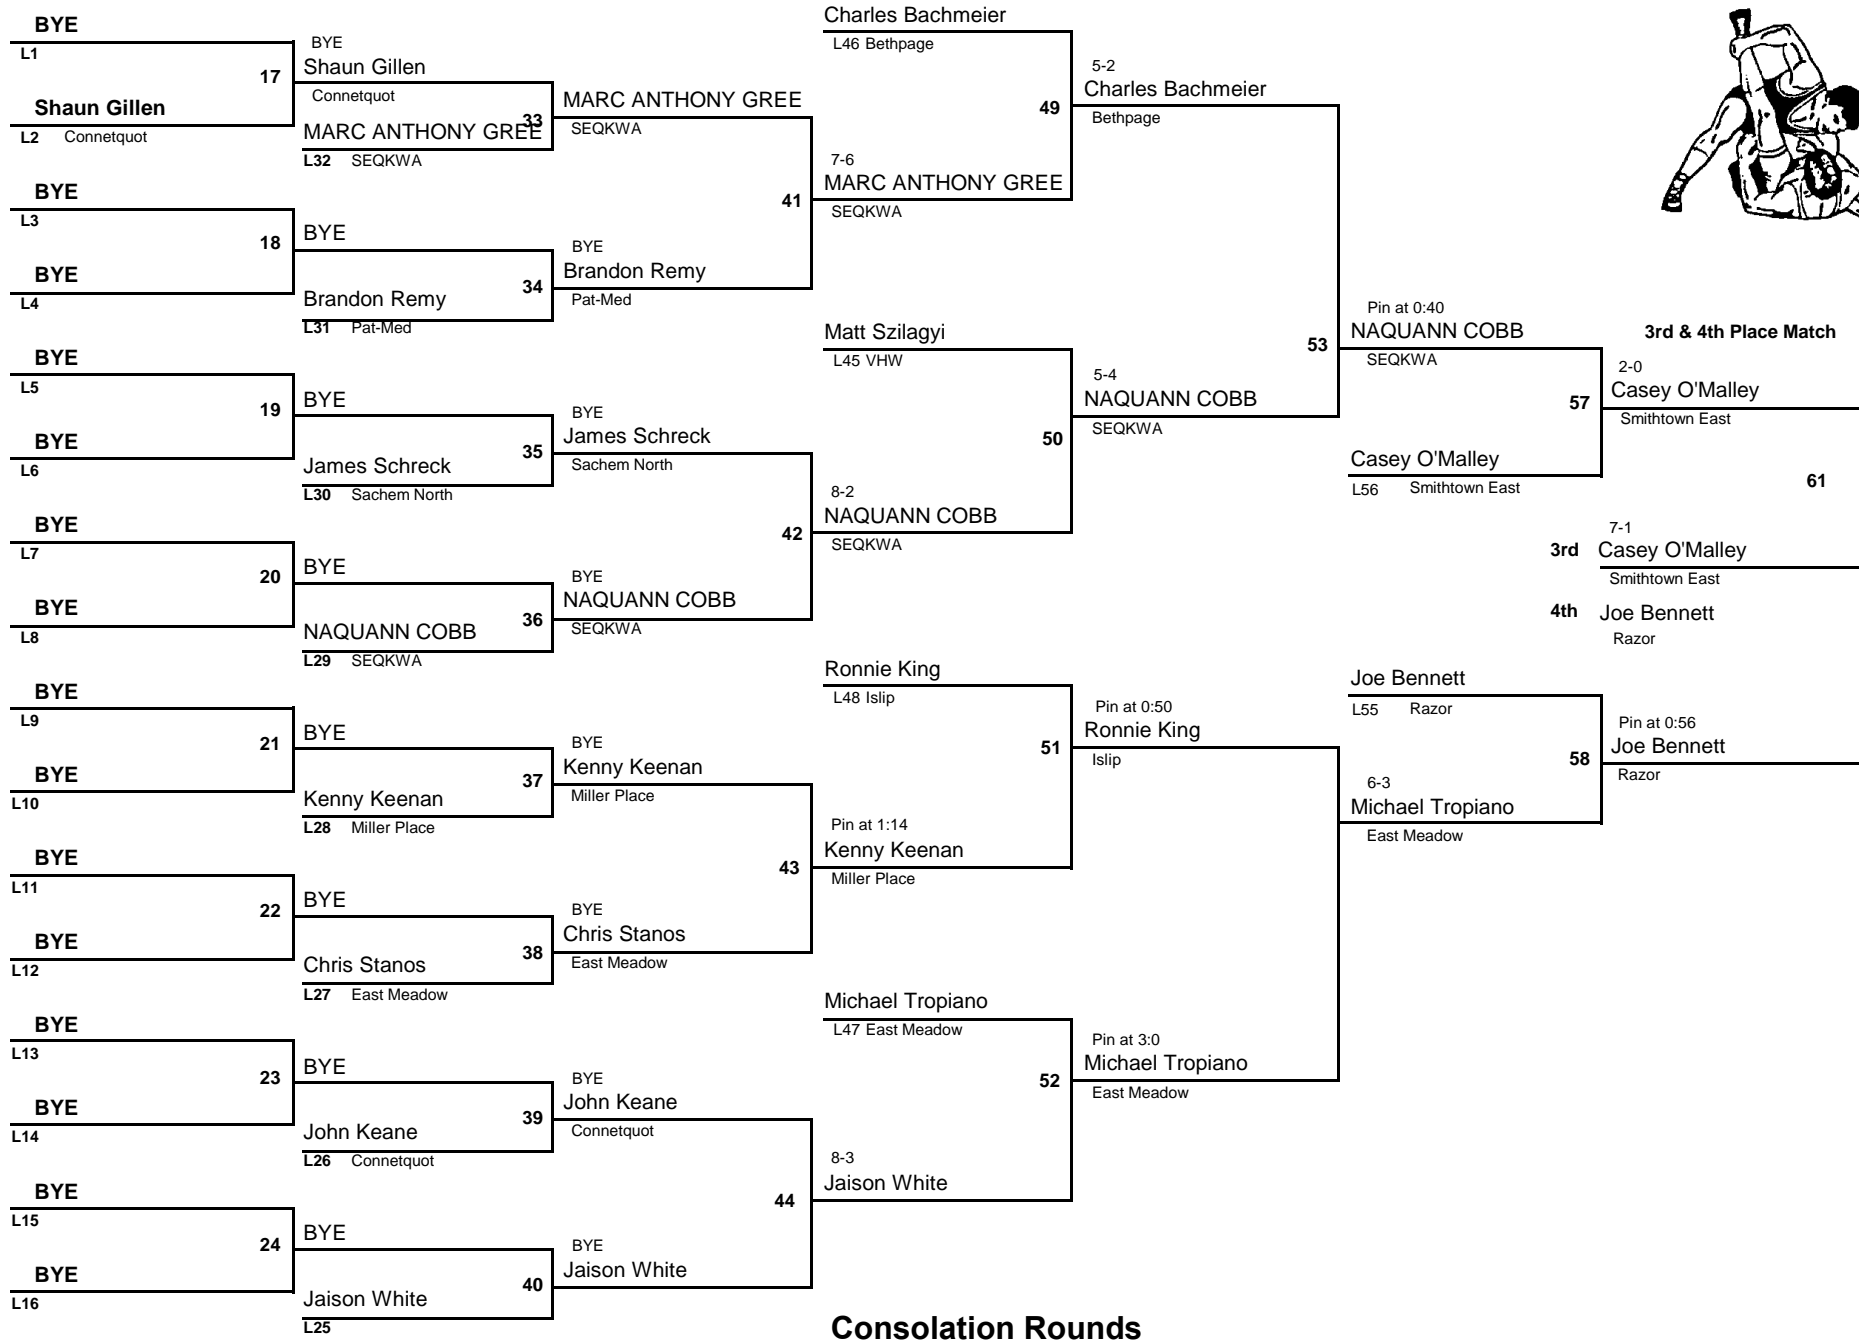 BYE
L1
17
Shaun Gillen
L2 Connetquot
BYE
L3
18
BYE
L4
BYE
L5
19
BYE
L6
BYE
L7
20
BYE
L8
BYE
L9
21
BYE
L10
BYE
L11
22
BYE
L12
BYE
L13
23
BYE
L14
BYE
L15
24
BYE
L16
BYE
Shaun Gillen
Connetquot
33
MARC ANTHONY GREE
L32 SEQKWA
BYE
34
Brandon Remy
L31 Pat-Med
BYE
35
James Schreck
L30 Sachem North
BYE
36
NAQUANN COBB
L29 SEQKWA
BYE
37
Kenny Keenan
L28 Miller Place
BYE
38
Chris Stanos
L27 East Meadow
BYE
39
John Keane
L26 Connetquot
BYE
40
Jaison White
L25
MARC ANTHONY GREE
SEQKWA
41
BYE
Brandon Remy
Pat-Med
BYE
James Schreck
Sachem North
42
BYE
NAQUANN COBB
SEQKWA
BYE
Kenny Keenan
Miller Place
43
BYE
Chris Stanos
East Meadow
BYE
John Keane
Connetquot
44
BYE
Jaison White
Charles Bachmeier
L46 Bethpage
49
7-6
MARC ANTHONY GREE
SEQKWA
Matt Szilagyi
L45 VHW
50
8-2
NAQUANN COBB
SEQKWA
Ronnie King
L48 Islip
51
Pin at 1:14
Kenny Keenan
Miller Place
Michael Tropiano
L47 East Meadow
52
8-3
Jaison White
5-2
Charles Bachmeier
Bethpage
53
5-4
NAQUANN COBB
SEQKWA
Pin at 0:50
Ronnie King
Islip
Pin at 3:0
Michael Tropiano
East Meadow
Pin at 0:40
NAQUANN COBB
SEQKWA
57
Casey O'Malley
L56 Smithtown East
Joe Bennett
L55 Razor
58
6-3
Michael Tropiano
East Meadow
3rd & 4th Place Match
2-0
Casey O'Malley
Smithtown East
61
7-1
3rd Casey O'Malley
Smithtown East
4th Joe Bennett
Razor
Pin at 0:56
Joe Bennett
Razor
Consolation Rounds